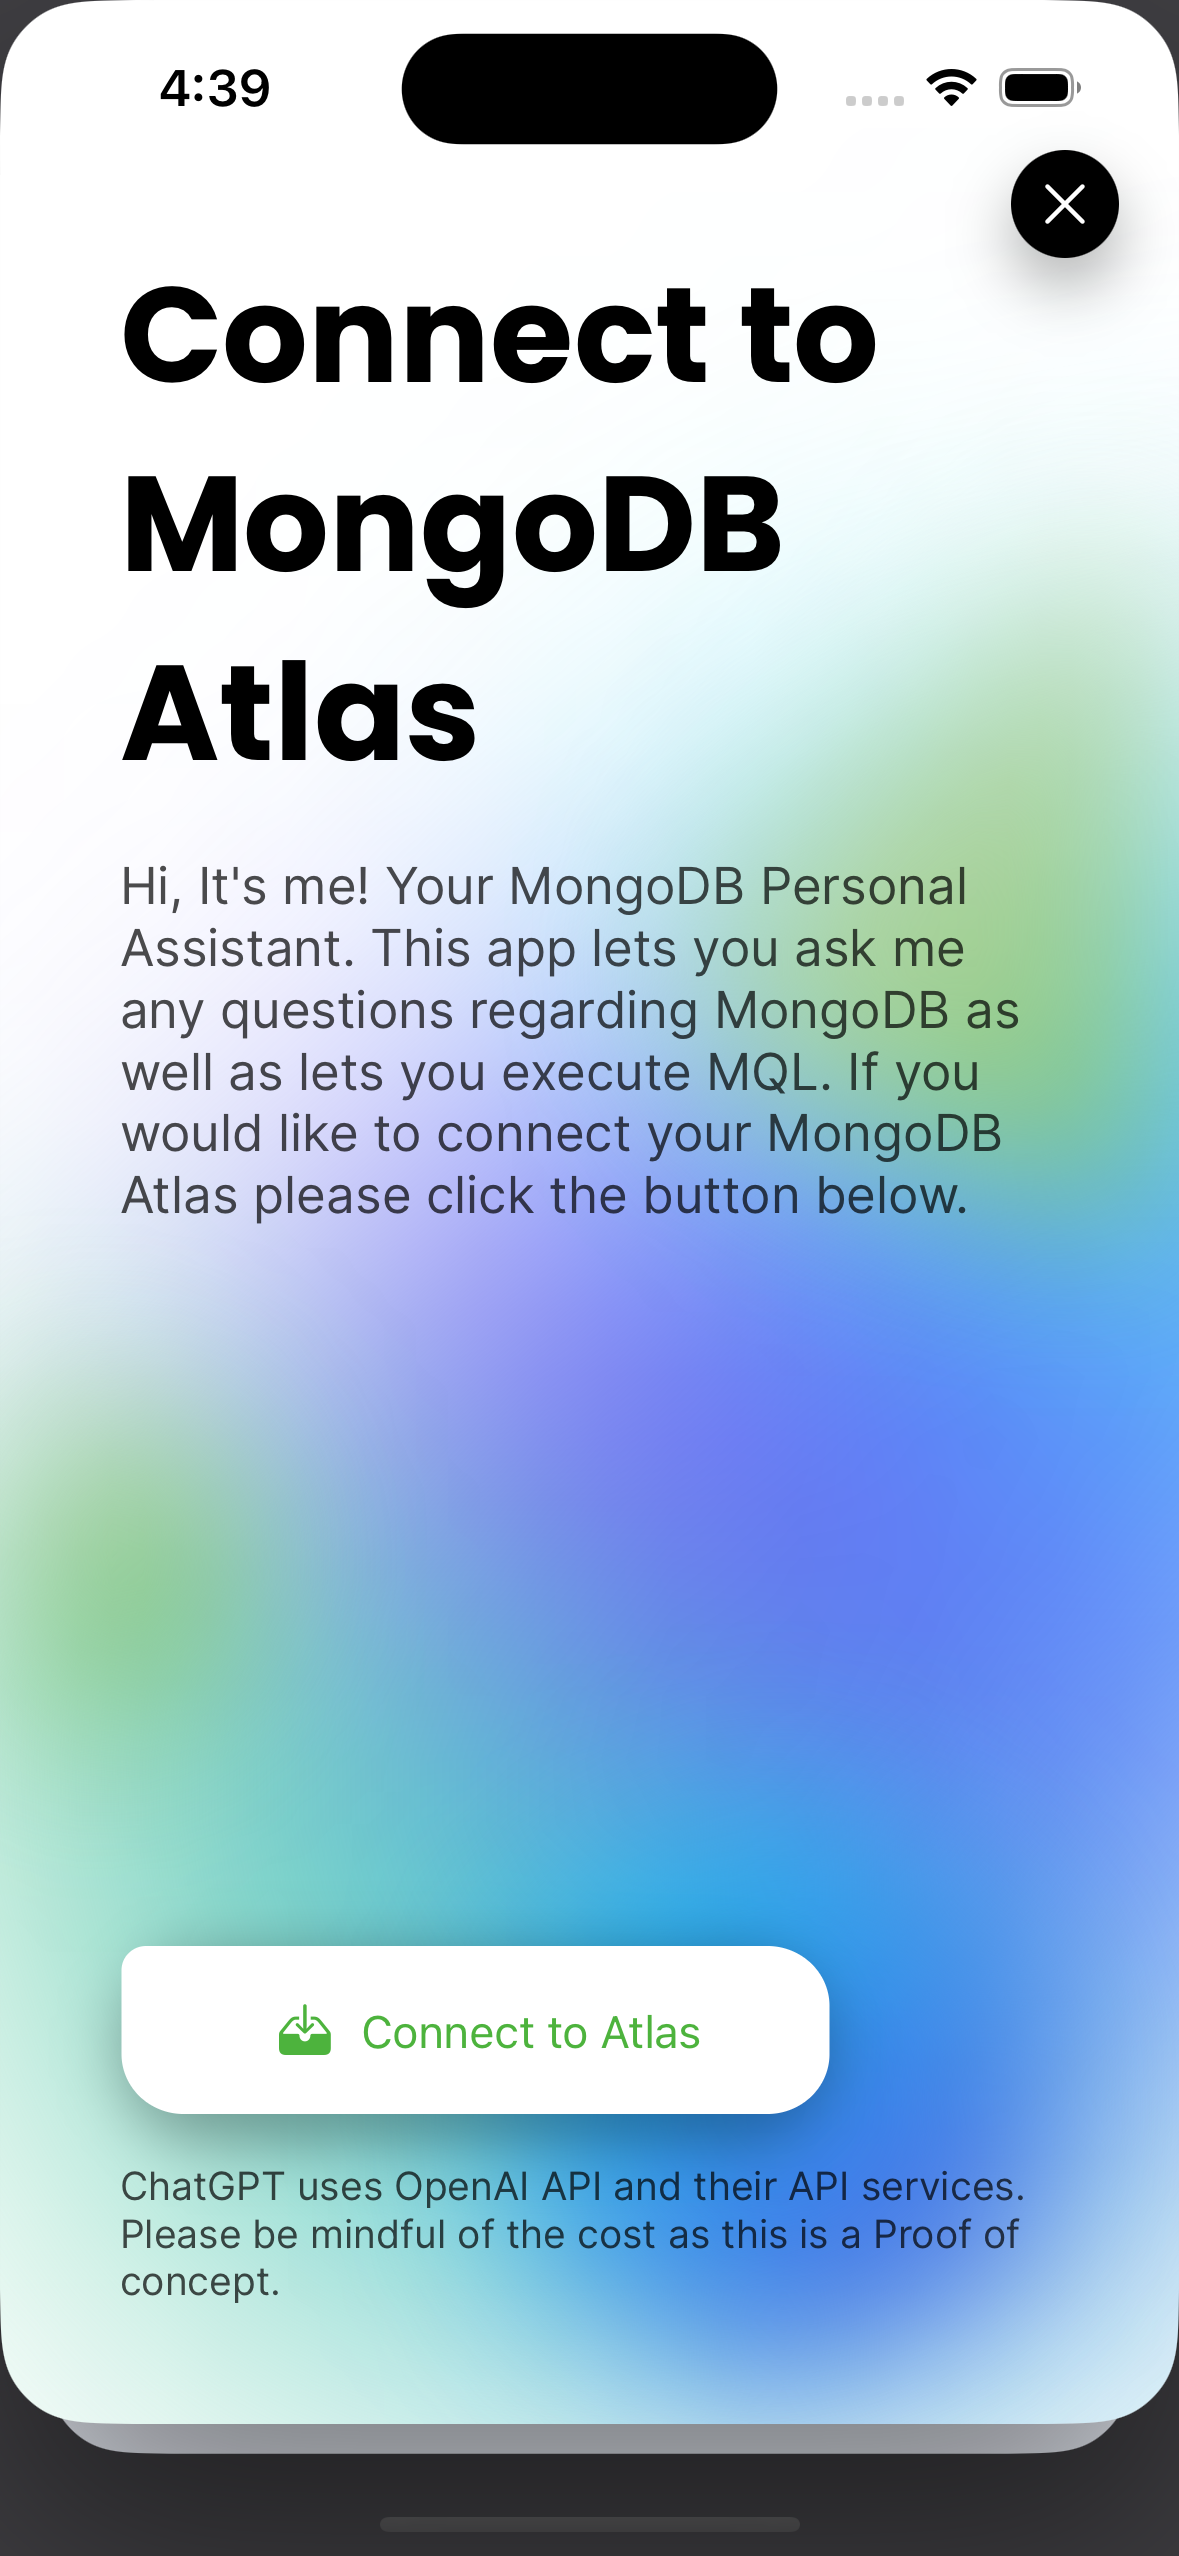 4:39
Connect to
MongoDB
Atlas
Hi, It's me! Your MongoDB Personal
Assistant. This app lets you ask me
any questions regarding MongoDB as
well as lets you execute MQL. If you
would like to connect your MongoDB
Atlas please click the button below.
Connect to Atlas
ChatGPT uses OpenAI API and their API services.
Please be mindful of the cost as this is a Proof of
concept.